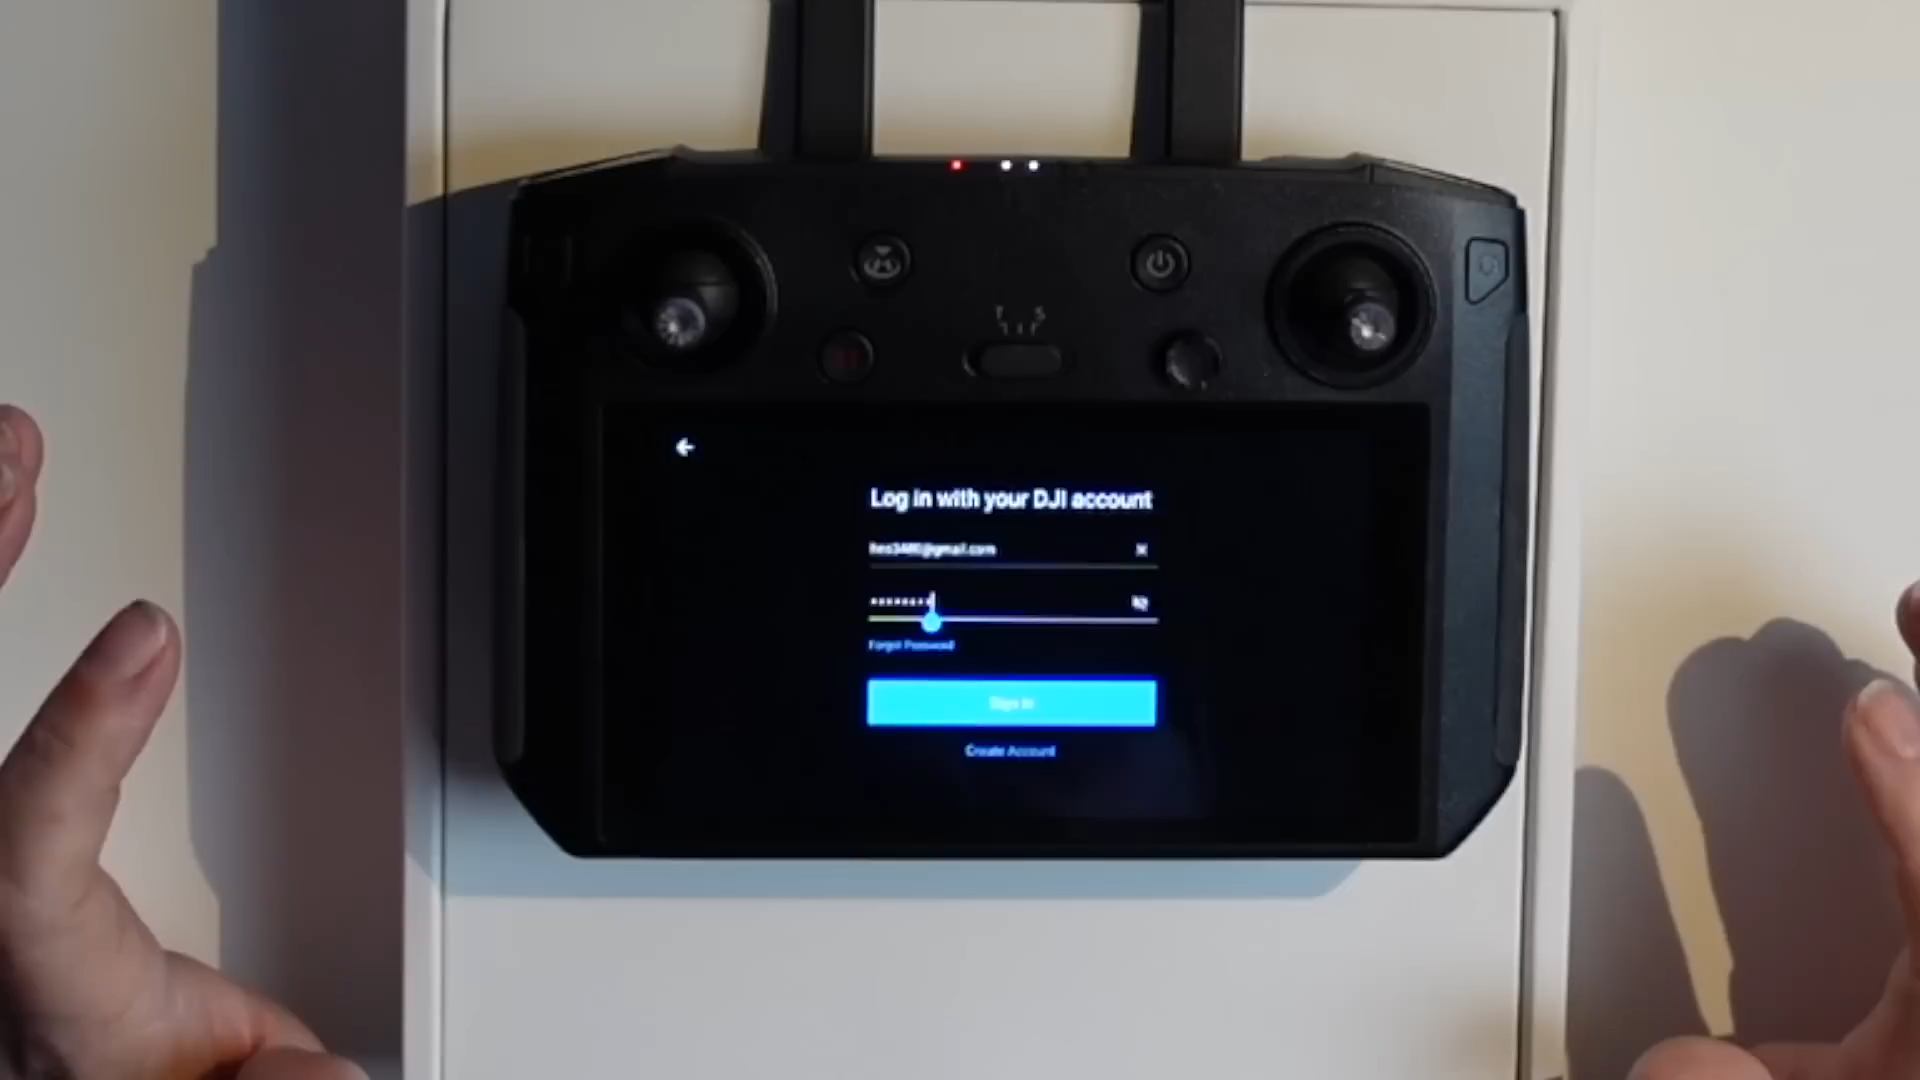 T S
Log in with your DJI account
Forgot Password
Sign In
Create Account